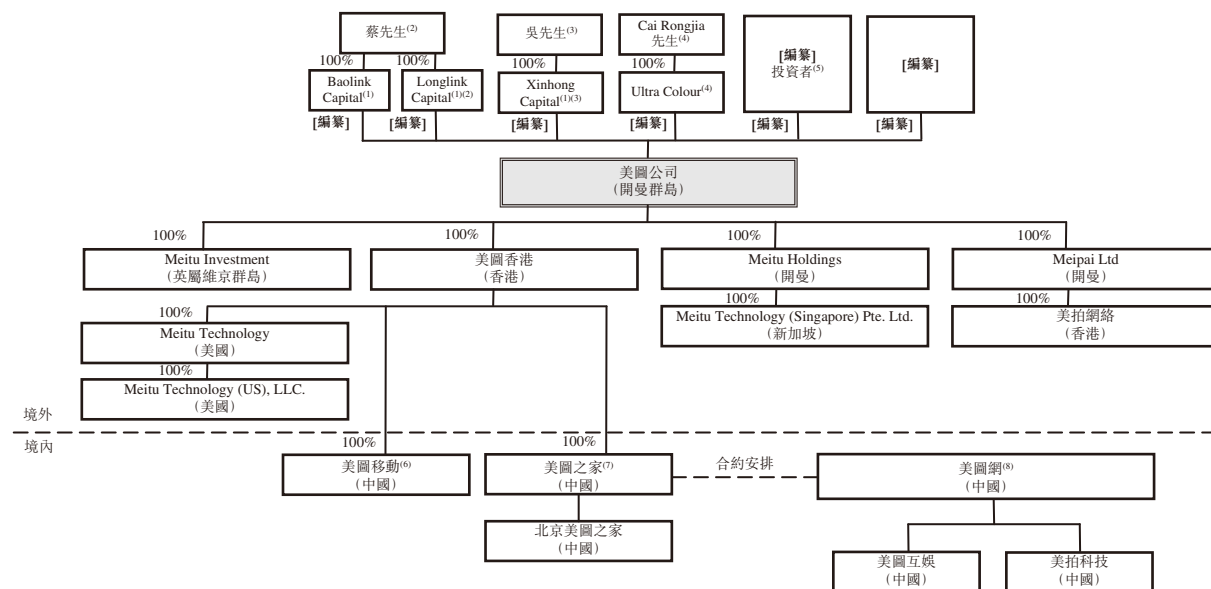 蔡先生(2)
吳先生(3)
Cai Rongjia
先生(4)
[編纂]
投資者(5)
[編纂]
100%
100%
100%
100%
Baolink
Capital(1)
Longlink
Capital(1)(2)
Xinhong
Capital(1)(3)
Ultra Colour(4)
[編纂]
[編纂]
[編纂]
[編纂]
[編纂]
[編纂]
美圖公司
(開曼群島)
100%
100%
100%
100%
Meitu Investment
(英屬維京群島)
美圖香港
(香港)
Meitu Holdings
(開曼)
Meipai Ltd
(開曼)
100%
100%
100%
Meitu Technology
(美國)
Meitu Technology (Singapore) Pte. Ltd.
(新加坡)
美拍網絡
(香港)
100%
Meitu Technology (US), LLC.
(美國)
境外
境內
100%
100%
美圖移動(6)
(中國)
美圖之家(7)
(中國)
合約安排
美圖網(8)
(中國)
北京美圖之家
(中國)
美圖互娛
(中國)
美拍科技
(中國)